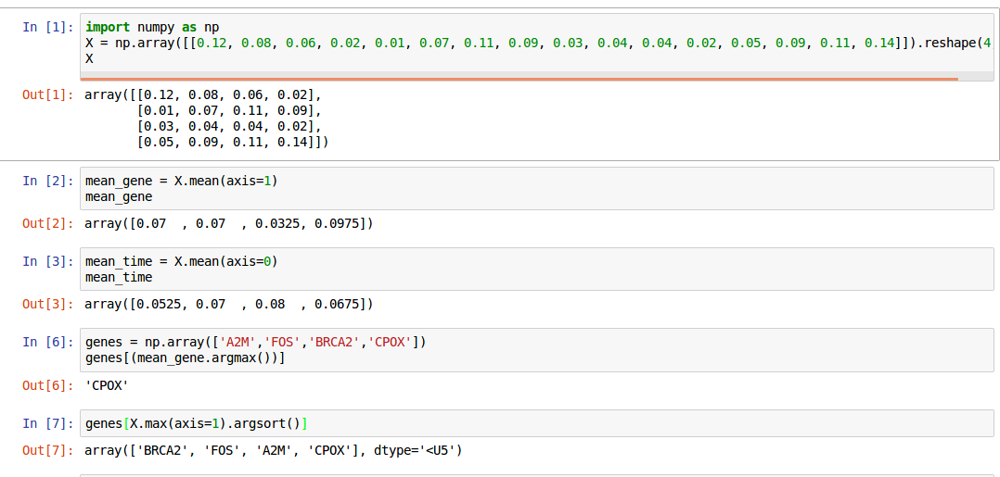 In [1]: import numpy as np
X = np.array([[0.12, 0.08, 0.06, 0.02, 0.01, 0.07, 0.11, 0.09, 0.03, 0.04, 0.04, 0.02, 0.05, 0.09, 0.11, 0.14]]).reshape(4
X
Out[1]: array([[0.12, 0.08, 0.06, 0.02],
[0.01, 0.07, 0.11, 0.09],
[0.03, 0.04, 0.04, 0.02],
[0.05, 0.09, 0.11, 0.14]])
In [2]: mean_gene = X.mean(axis=1)
mean_gene
Out[2]: array([0.07  , 0.07  , 0.0325, 0.0975])
In [3]: mean_time = X.mean(axis=0)
mean_time
Out[3]: array([0.0525, 0.07  , 0.08  , 0.0675])
In [6]: genes = np.array(['A2M','FOS','BRCA2','CPOX'])
genes[(mean_gene.argmax())]
Out[6]: 'CPOX'
In [7]: genes[X.max(axis=1).argsort()]
Out[7]: array(['BRCA2', 'FOS', 'A2M', 'CPOX'], dtype='<U5')